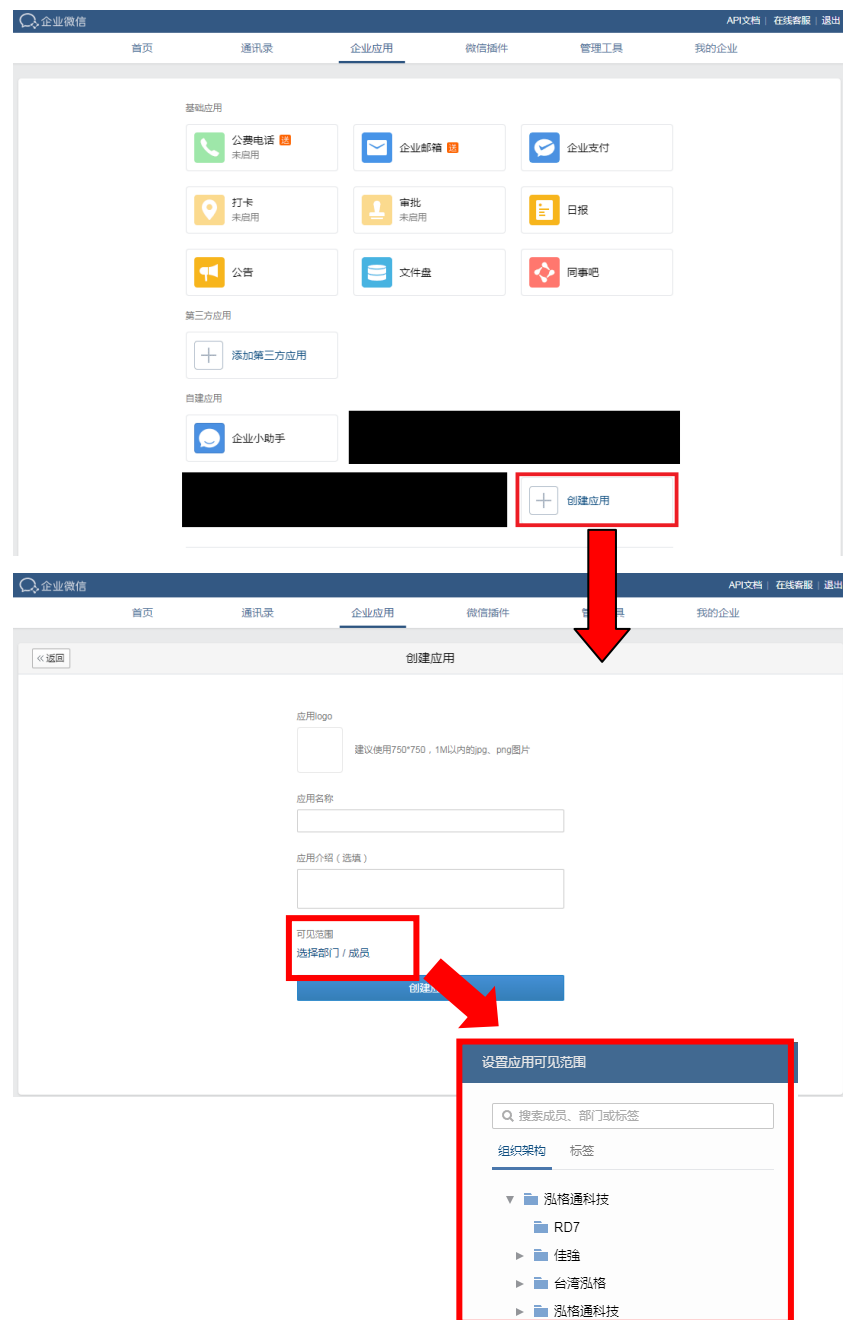 企业微信
API文档 | 在线客服 | 退出
首页 通讯录 企业应用 微信插件 管理工具 我的企业
基础应用
公费电话 送
未启用
企业邮箱 送
企业支付
打卡
未启用
审批
未启用
日报
公告
文件盘
同事吧
第三方应用
添加第三方应用
自建应用
企业小助手
创建应用
企业微信
API文档 | 在线客服 | 退出
首页 通讯录 企业应用 微信插件 具 我的企业
<<返回
创建应用
应用logo
建议使用750*750，1M以内的jpg、png图片
应用名称
应用介绍（选填）
可见范围
选择部门 / 成员
创建
设置应用可见范围
搜索成员、部门或标签
组织架构 标签
泓格通科技
RD7
佳強
台湾泓格
泓格通科技